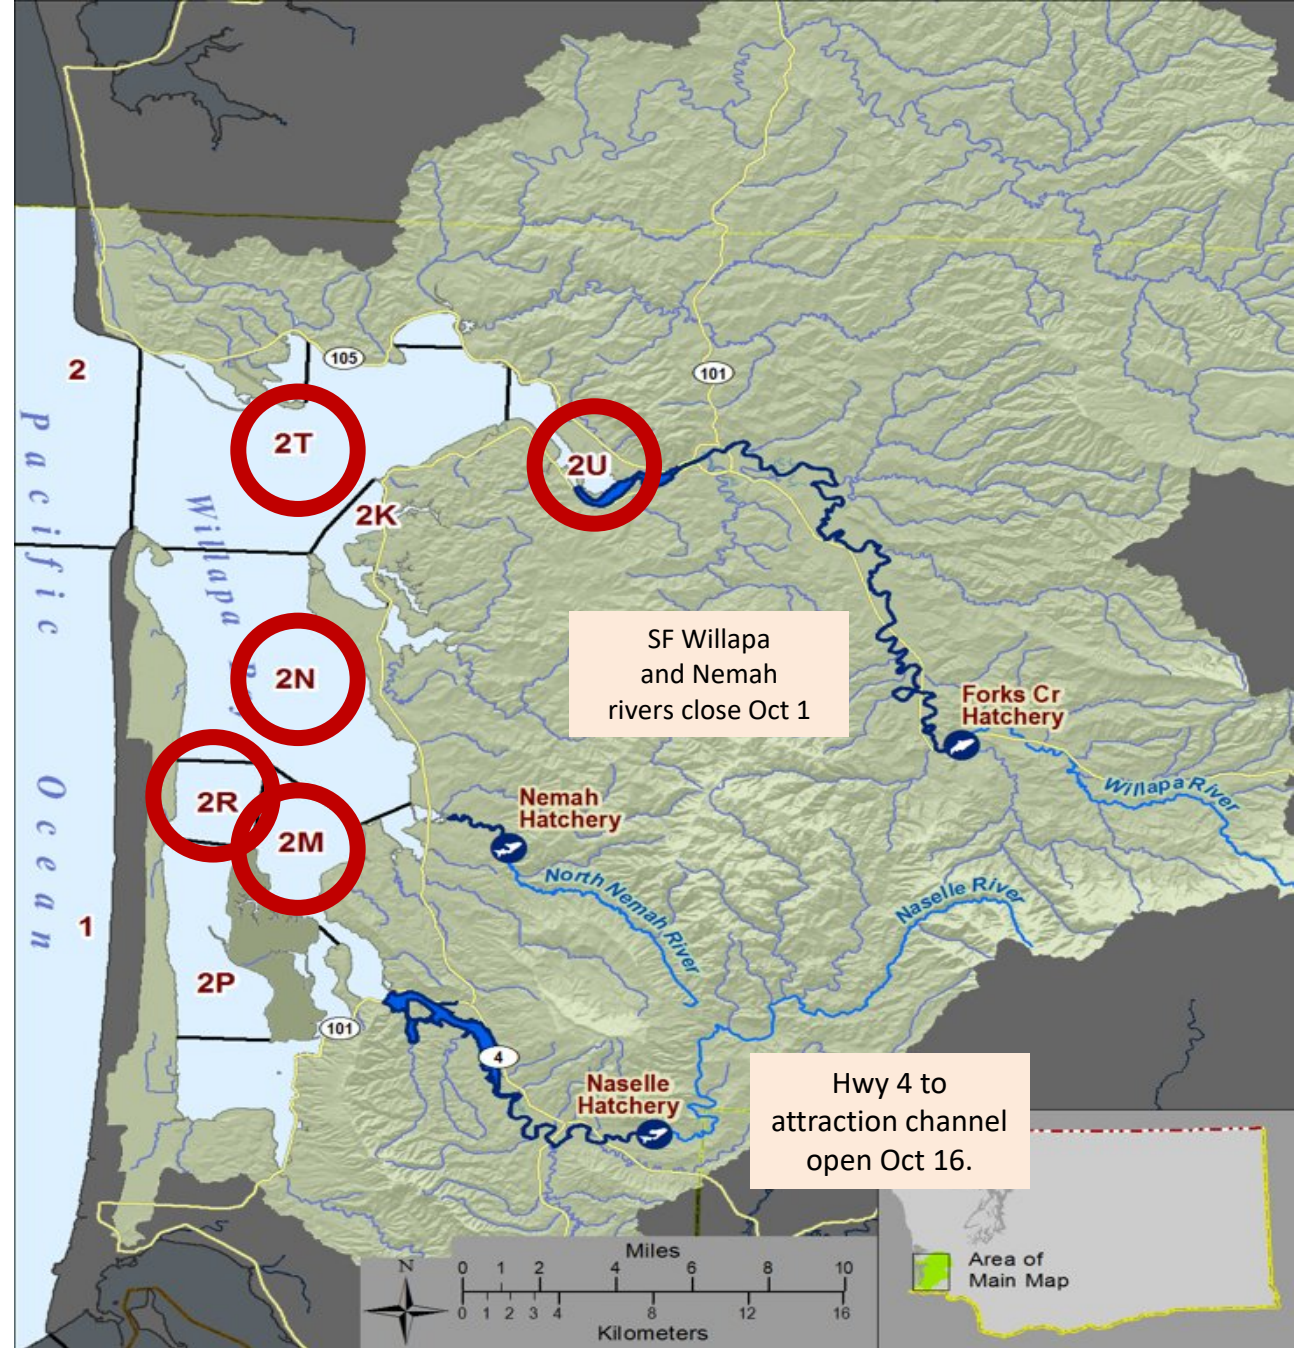 2
105
101
2T
2U
2K
Pacific Ocean
Willapa
2N
SF Willapa
and Nemah
rivers close Oct 1
Forks Cr
Hatchery
Willapa River
2R
2M
Nemah
Hatchery
North Nemah River
Naselle River
1
2P
101
4
Naselle
Hatchery
Hwy 4 to
attraction channel
open Oct 16.
Miles
N
0 1 2 4 6 8 10
0 1 2 3 4 8 12 16
Kilometers
Area of
Main Map